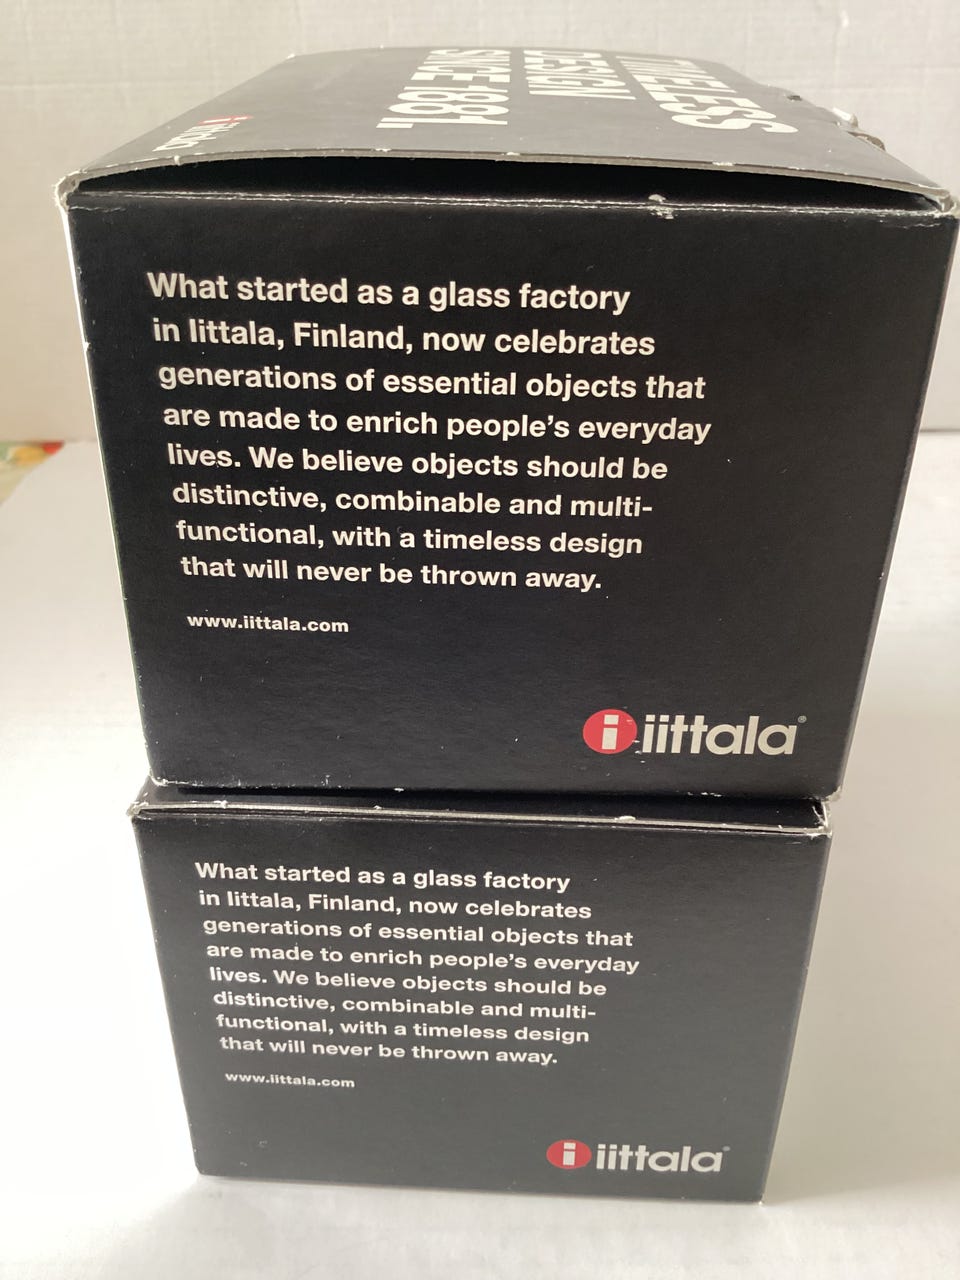 TIMELESS
DESIGN
SINCE 1881.
iittala
What started as a glass factory
in Iittala, Finland, now celebrates
generations of essential objects that
are made to enrich people's everyday
lives. We believe objects should be
distinctive, combinable and multi-
functional, with a timeless design
that will never be thrown away.
www.iittala.com
i iittala®
What started as a glass factory
in Iittala, Finland, now celebrates
generations of essential objects that
are made to enrich people's everyday
lives. We believe objects should be
distinctive, combinable and multi-
functional, with a timeless design
that will never be thrown away.
www.iittala.com
i iittala®